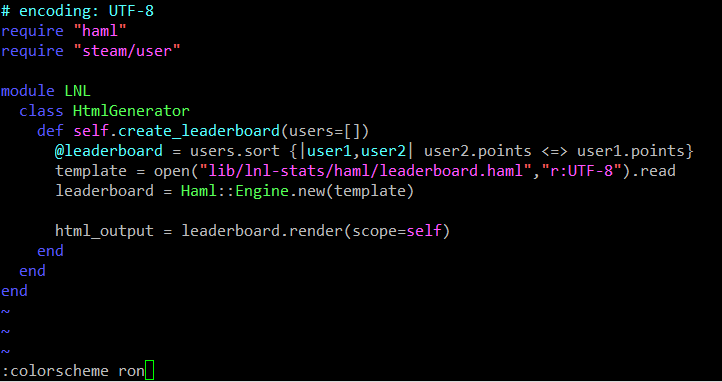 # encoding: UTF-8
require "haml"
require "steam/user"

module LNL
  class HtmlGenerator
    def self.create_leaderboard(users=[])
      @leaderboard = users.sort {|user1,user2| user2.points <=> user1.points}
      template = open("lib/lnl-stats/haml/leaderboard.haml","r:UTF-8").read
      leaderboard = Haml::Engine.new(template)

      html_output = leaderboard.render(scope=self)
    end
  end
end
~
~
~
:colorscheme ron